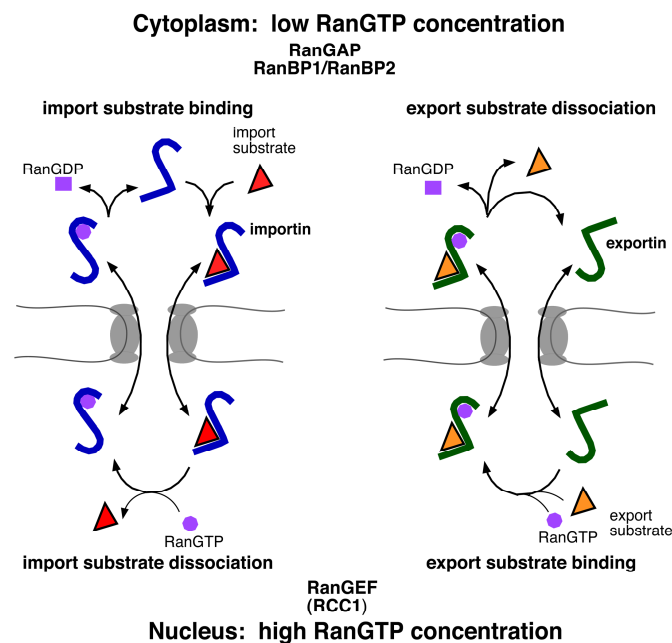 Cytoplasm: low RanGTP concentration
RanGAP
RanBP1/RanBP2
import substrate binding
export substrate dissociation
import
substrate
RanGDP
importin
RanGDP
exportin
RanGTP
import substrate dissociation
export
substrate
RanGTP
export substrate binding
RanGEF
(RCC1)
Nucleus: high RanGTP concentration